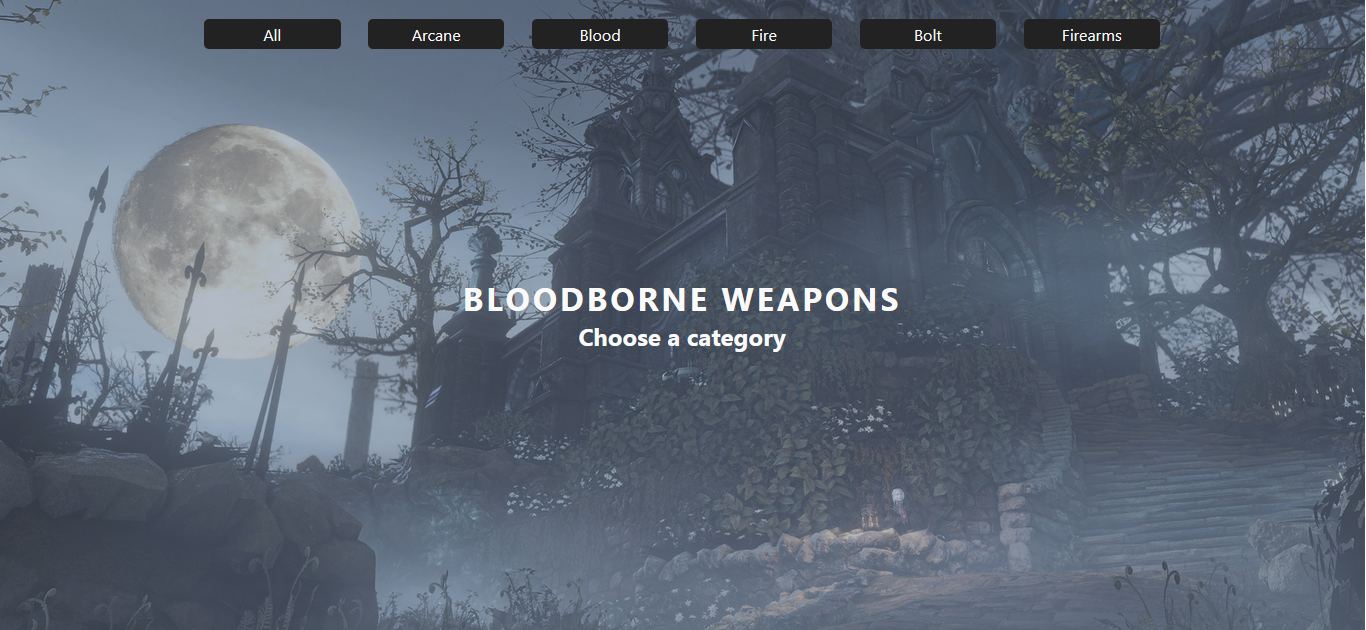 All
Arcane
Blood
Fire
Bolt
Firearms
BLOODBORNE WEAPONS
Choose a category